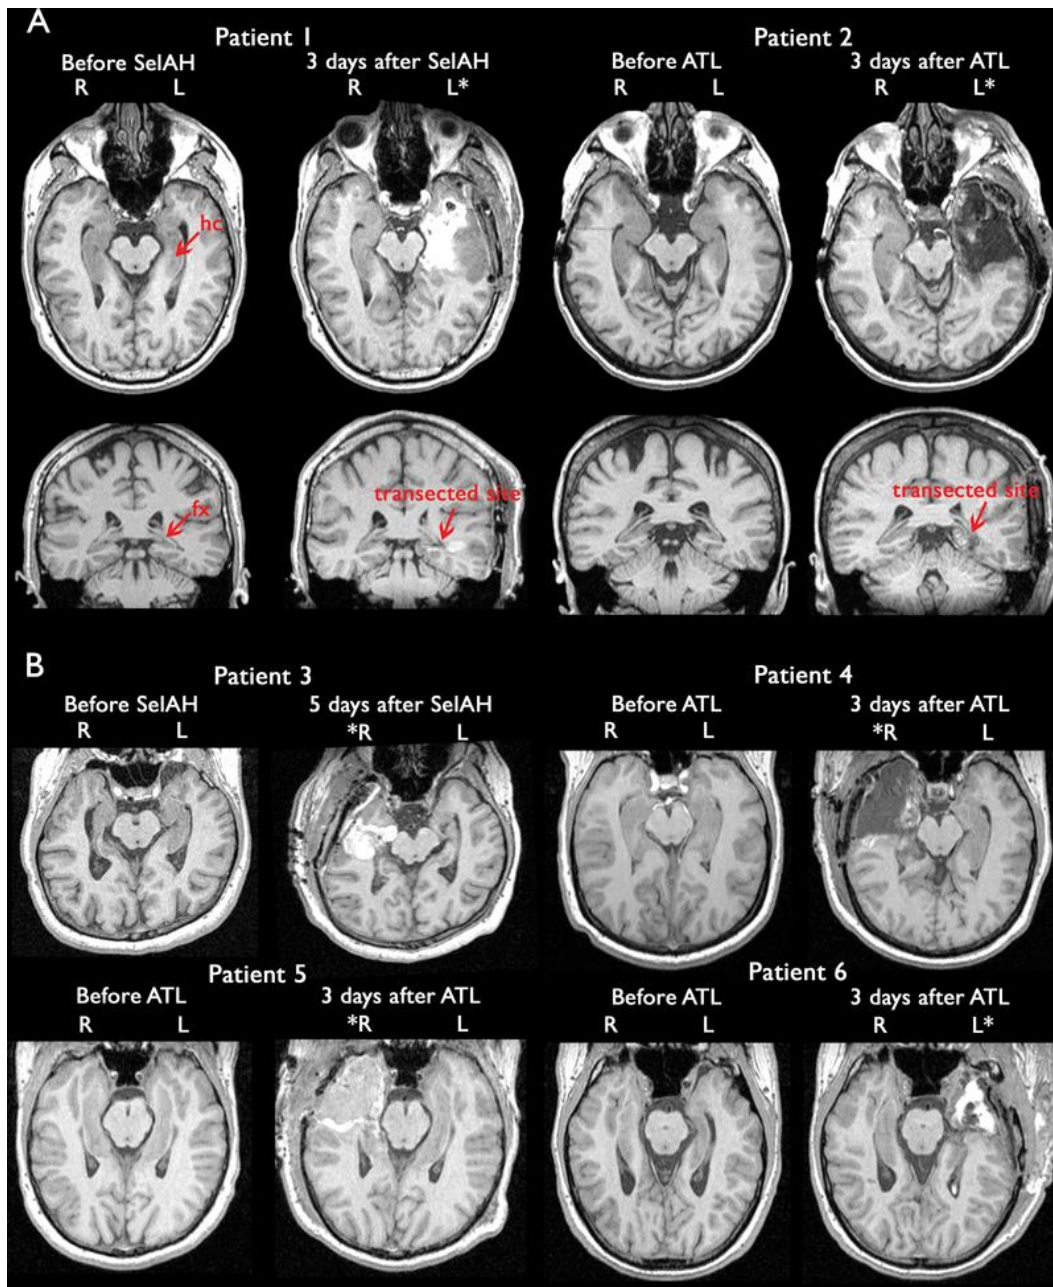 A
Patient 1
Patient 2
Before SelAH
3 days after SelAH
Before ATL
3 days after ATL
R L
R L*
R L
R L*
hc
fx
transected site
transected site
B
Patient 3
Patient 4
Before SelAH
5 days after SelAH
Before ATL
3 days after ATL
R L
*R L
R L
*R L
Patient 5
Patient 6
Before ATL
3 days after ATL
Before ATL
3 days after ATL
R L
*R L
R L
R L*